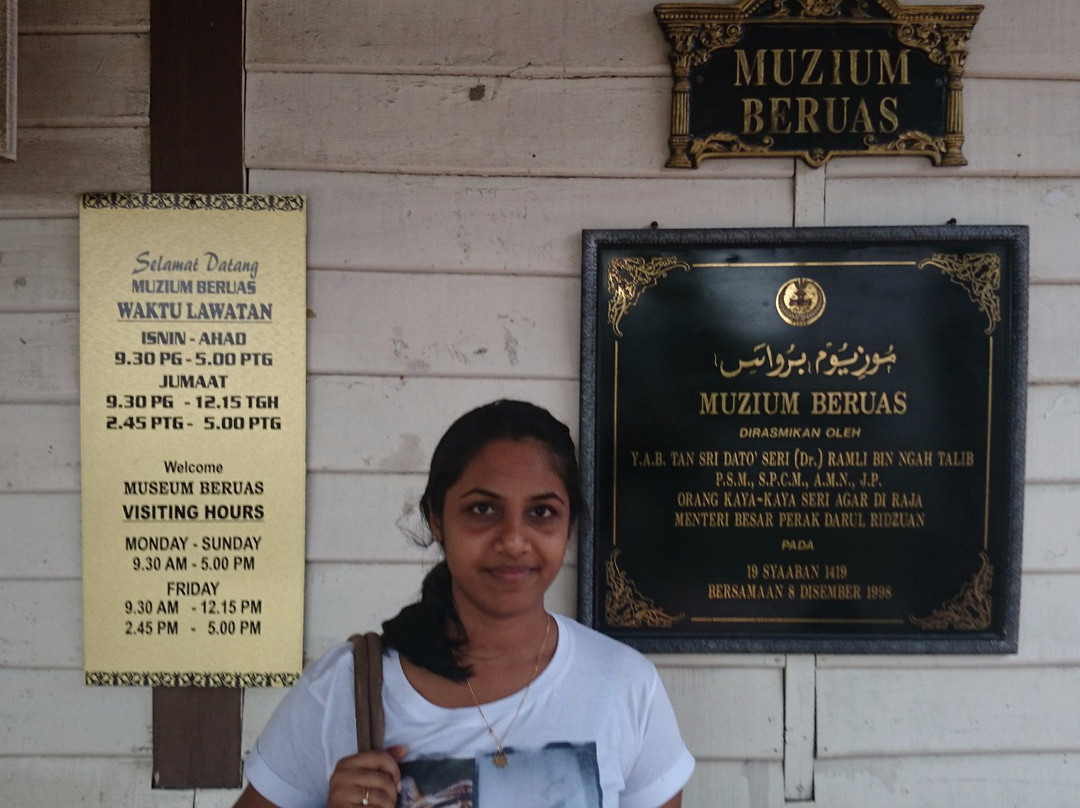 MUZIUM
BERUAS
Selamat Datang
MUZIUM BERUAS
WAKTU LAWATAN
ISNIN - AHAD
9.30 PG - 5.00 PTG
JUMAAT
9.30 PG - 12.15 TGH
2.45 PTG - 5.00 PTG
Welcome
MUSEUM BERUAS
VISITING HOURS
MONDAY - SUNDAY
9.30 AM - 5.00 PM
FRIDAY
9.30 AM - 12.15 PM
2.45 PM - 5.00 PM
موزيوم برواس
MUZIUM BERUAS
DIRASMIKAN OLEH
Y.A.B. TAN SRI DATO' SERI (Dr.) RAMLI BIN NGAH TALIB
P.S.M., S.P.C.M., A.M.N., J.P.
ORANG KAYA-KAYA SERI AGAR DI RAJA
MENTERI BESAR PERAK DARUL RIDZUAN
PADA
19 SYAABAN 1419
BERSAMAAN 8 DISEMBER 1998